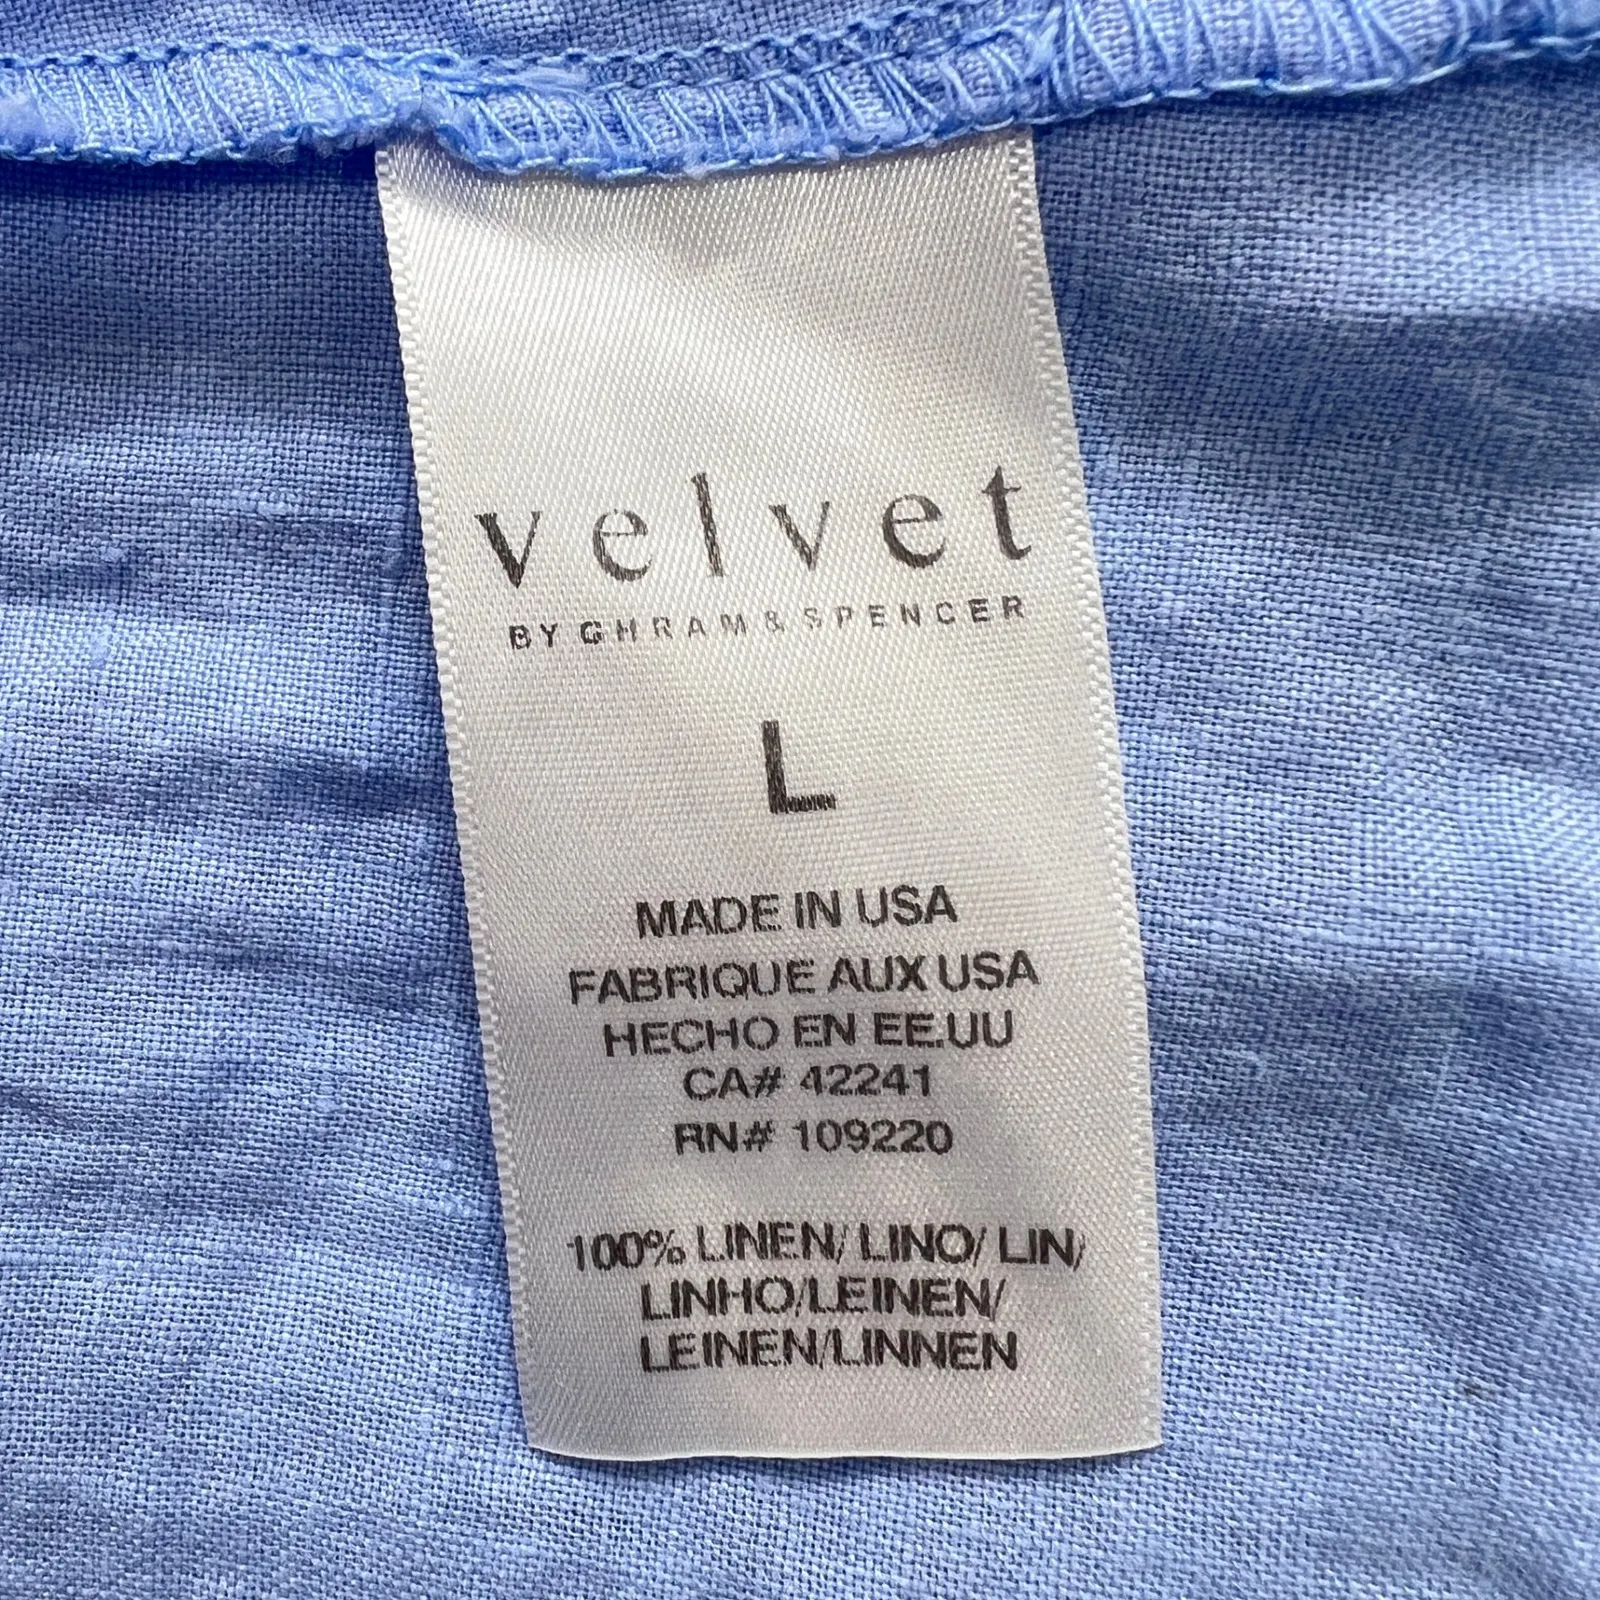 velvet
BY GHRAM & SPENCER
L
MADE IN USA
FABRIQUE AUX USA
HECHO EN EE.UU
CA# 42241
RN# 109220
100% LINEN/ LINO/ LIN/
LINHO/LEINEN/
LEINEN/LINNEN